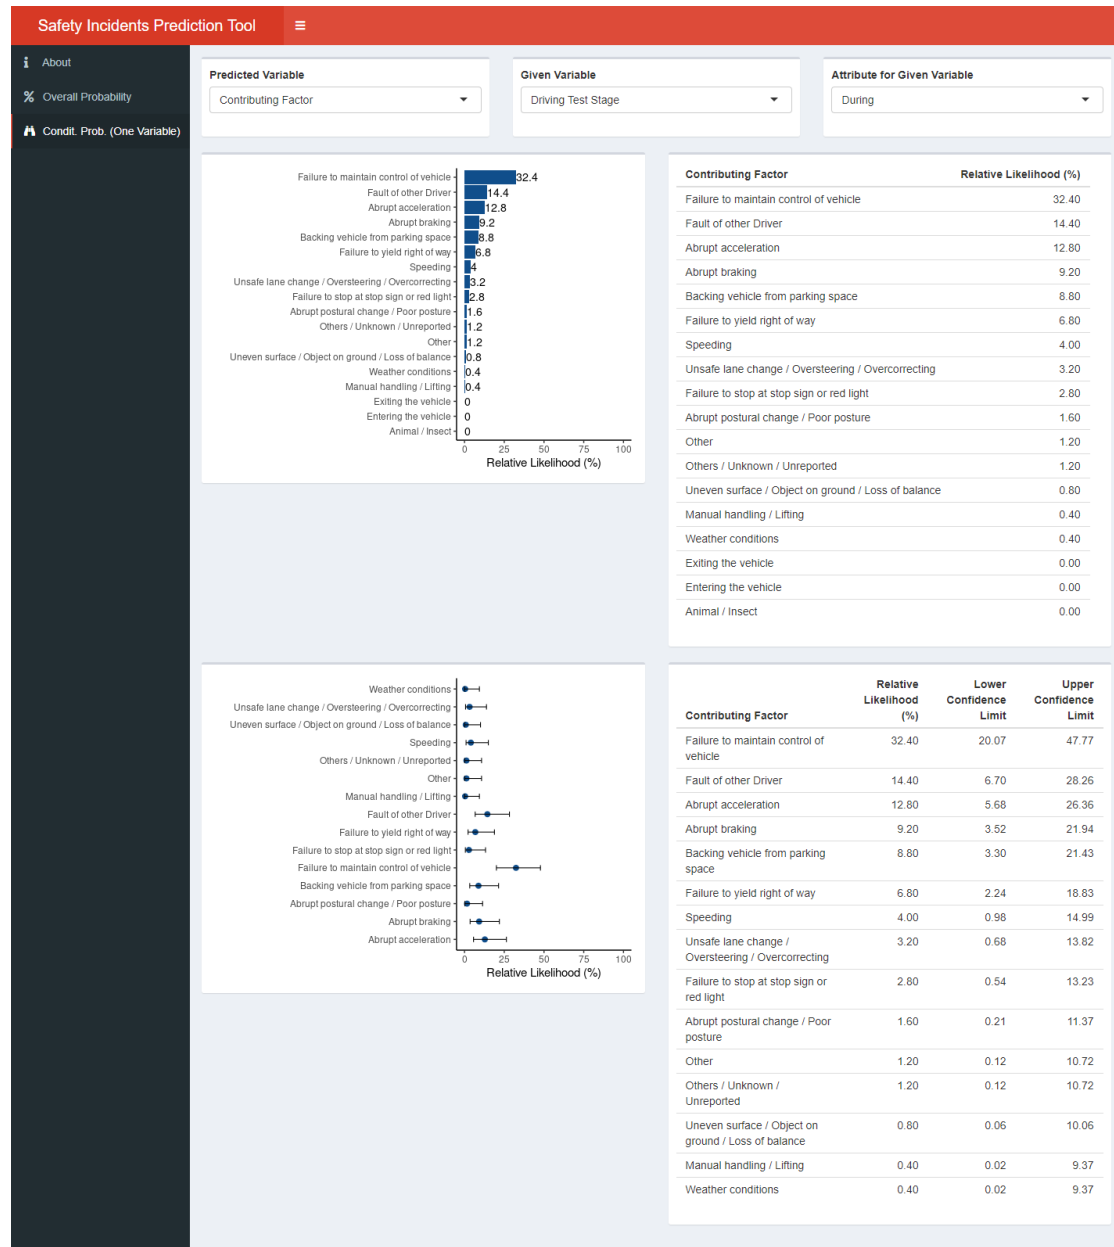 Safety Incidents Prediction Tool
About
Overall Probability
Condit. Prob. (One Variable)
Predicted Variable
Contributing Factor
Given Variable
Driving Test Stage
Attribute for Given Variable
During
Failure to maintain control of vehicle 32.4
Fault of other Driver 14.4
Abrupt acceleration 12.8
Abrupt braking 9.2
Backing vehicle from parking space 8.8
Failure to yield right of way 6.8
Speeding 4
Unsafe lane change / Oversteering / Overcorrecting 3.2
Failure to stop at stop sign or red light 2.8
Abrupt postural change / Poor posture 1.6
Others / Unknown / Unreported 1.2
Other 1.2
Uneven surface / Object on ground / Loss of balance 0.8
Weather conditions 0.4
Manual handling / Lifting 0.4
Exiting the vehicle 0
Entering the vehicle 0
Animal / Insect 0
0 25 50 75 100
Relative Likelihood (%)
Contributing Factor Relative Likelihood (%)
Failure to maintain control of vehicle 32.40
Fault of other Driver 14.40
Abrupt acceleration 12.80
Abrupt braking 9.20
Backing vehicle from parking space 8.80
Failure to yield right of way 6.80
Speeding 4.00
Unsafe lane change / Oversteering / Overcorrecting 3.20
Failure to stop at stop sign or red light 2.80
Abrupt postural change / Poor posture 1.60
Other 1.20
Others / Unknown / Unreported 1.20
Uneven surface / Object on ground / Loss of balance 0.80
Manual handling / Lifting 0.40
Weather conditions 0.40
Exiting the vehicle 0.00
Entering the vehicle 0.00
Animal / Insect 0.00
Weather conditions
Unsafe lane change / Oversteering / Overcorrecting
Uneven surface / Object on ground / Loss of balance
Speeding
Others / Unknown / Unreported
Other
Manual handling / Lifting
Fault of other Driver
Failure to yield right of way
Failure to stop at stop sign or red light
Failure to maintain control of vehicle
Backing vehicle from parking space
Abrupt postural change / Poor posture
Abrupt braking
Abrupt acceleration
0 25 50 75 100
Relative Likelihood (%)
Relative Lower Upper
Likelihood Confidence Confidence
Contributing Factor (%) Limit Limit
Failure to maintain control of 32.40 20.07 47.77
vehicle
Fault of other Driver 14.40 6.70 28.26
Abrupt acceleration 12.80 5.68 26.36
Abrupt braking 9.20 3.52 21.94
Backing vehicle from parking 8.80 3.30 21.43
space
Failure to yield right of way 6.80 2.24 18.83
Speeding 4.00 0.98 14.99
Unsafe lane change / 3.20 0.68 13.82
Oversteering / Overcorrecting
Failure to stop at stop sign or 2.80 0.54 13.23
red light
Abrupt postural change / Poor 1.60 0.21 11.37
posture
Other 1.20 0.12 10.72
Others / Unknown / 1.20 0.12 10.72
Unreported
Uneven surface / Object on 0.80 0.06 10.06
ground / Loss of balance
Manual handling / Lifting 0.40 0.02 9.37
Weather conditions 0.40 0.02 9.37